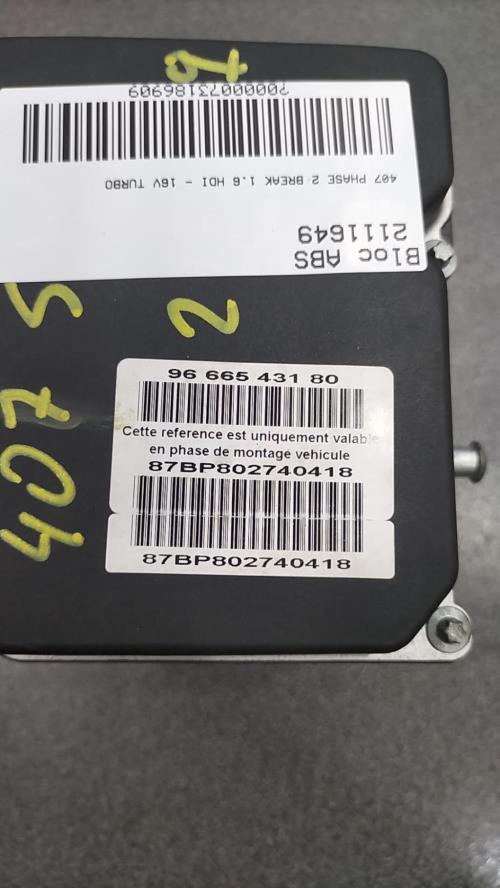 Bloc ABS
2111649
407 PHASE 2 BREAK 1.6 HDI - 16V TURBO
407 5
2
96 665 431 80
Cette reference est uniquement valable
en phase de montage vehicule
87BP802740418
87BP802740418